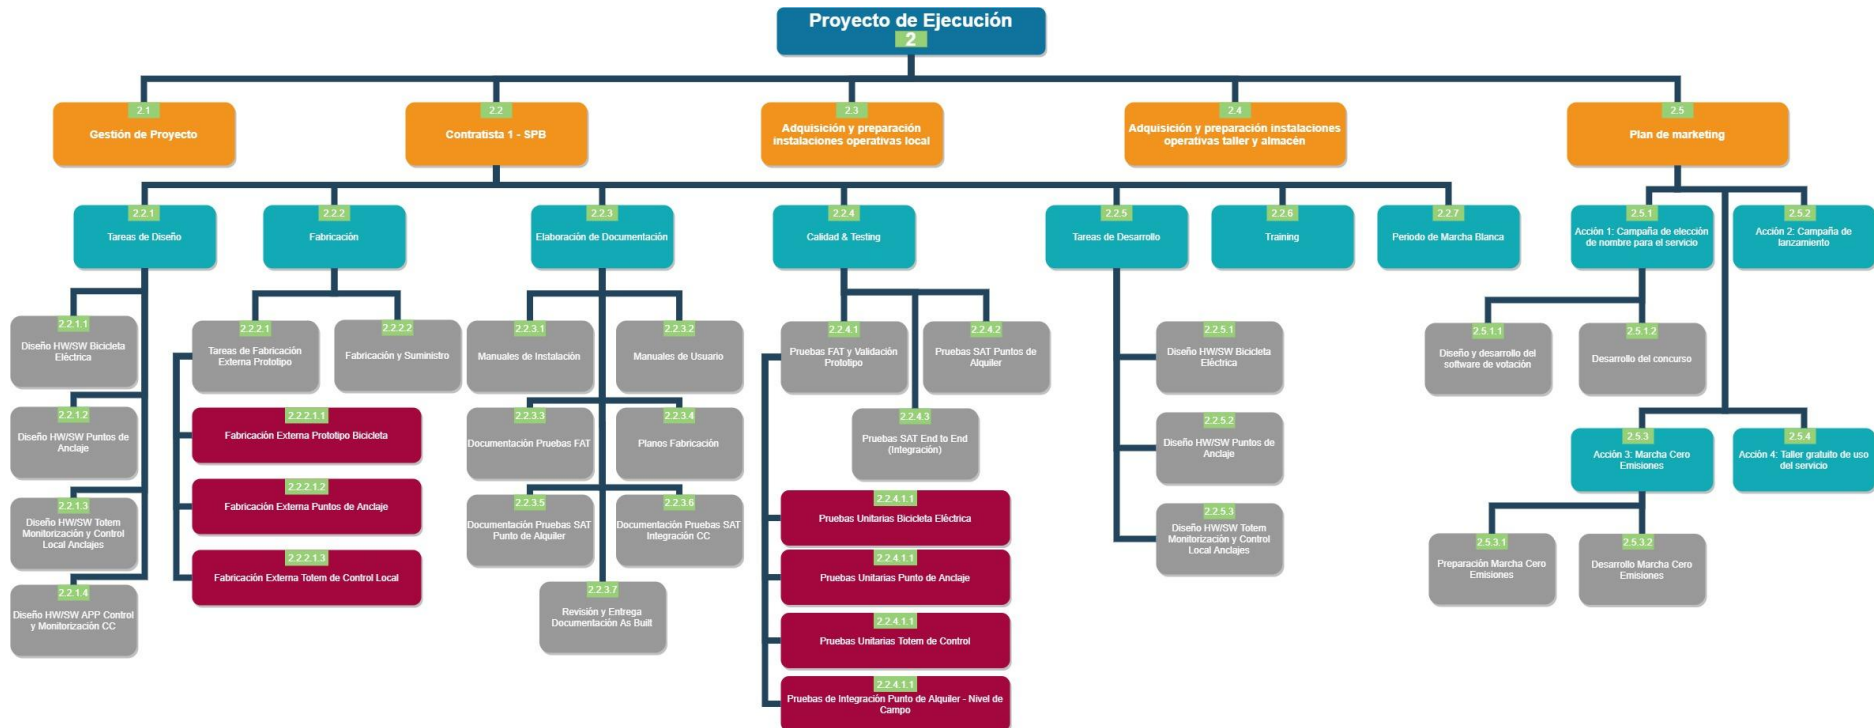 Proyecto de Ejecución
2
2.1
Gestión de Proyecto
2.2
Contratista 1 - SPB
2.3
Adquisición y preparación
instalaciones operativas local
2.4
Adquisición y preparación instalaciones
operativas taller y almacén
2.5
Plan de marketing
2.2.1
Tareas de Diseño
2.2.2
Fabricación
2.2.3
Elaboración de Documentación
2.2.4
Calidad & Testing
2.2.5
Tareas de Desarrollo
2.2.6
Training
2.2.7
Periodo de Marcha Blanca
2.5.1
Acción 1: Campaña de elección
de nombre para el servicio
2.5.2
Acción 2: Campaña de
lanzamiento
2.2.1.1
Diseño HW/SW Bicicleta
Eléctrica
2.2.1.2
Diseño HW/SW Puntos de
Anclaje
2.2.1.3
Diseño HW/SW Totem
Monitorización y Control
Local Anclajes
2.2.1.4
Diseño HW/SW APP Control
y Monitorización CC
2.2.2.1
Tareas de Fabricación
Externa Prototipo
2.2.2.2
Fabricación y Suministro
2.2.2.1.1
Fabricación Externa Prototipo Bicicleta
2.2.2.1.2
Fabricación Externa Puntos de Anclaje
2.2.2.1.3
Fabricación Externa Totem de Control Local
2.2.3.1
Manuales de Instalación
2.2.3.2
Manuales de Usuario
2.2.3.3
Documentación Pruebas FAT
2.2.3.4
Planos Fabricación
2.2.3.5
Documentación Pruebas SAT
Punto de Alquiler
2.2.3.6
Documentación Pruebas SAT
Integración CC
2.2.3.7
Revisión y Entrega
Documentación As Built
2.2.4.1
Pruebas FAT y Validación
Prototipo
2.2.4.2
Pruebas SAT Puntos de
Alquiler
2.2.4.3
Pruebas SAT End to End
(Integración)
2.2.4.1.1
Pruebas Unitarias Bicicleta Eléctrica
2.2.4.1.1
Pruebas Unitarias Punto de Anclaje
2.2.4.1.1
Pruebas Unitarias Totem de Control
2.2.4.1.1
Pruebas de Integración Punto de Alquiler - Nivel de
Campo
2.2.5.1
Diseño HW/SW Bicicleta
Eléctrica
2.2.5.2
Diseño HW/SW Puntos de
Anclaje
2.2.5.3
Diseño HW/SW Totem
Monitorización y Control
Local Anclajes
2.5.1.1
Diseño y desarrollo del
software de votación
2.5.1.2
Desarrollo del concurso
2.5.3
Acción 3: Marcha Cero
Emisiones
2.5.4
Acción 4: Taller gratuito de uso
del servicio
2.5.3.1
Preparación Marcha Cero
Emisiones
2.5.3.2
Desarrollo Marcha Cero
Emisiones